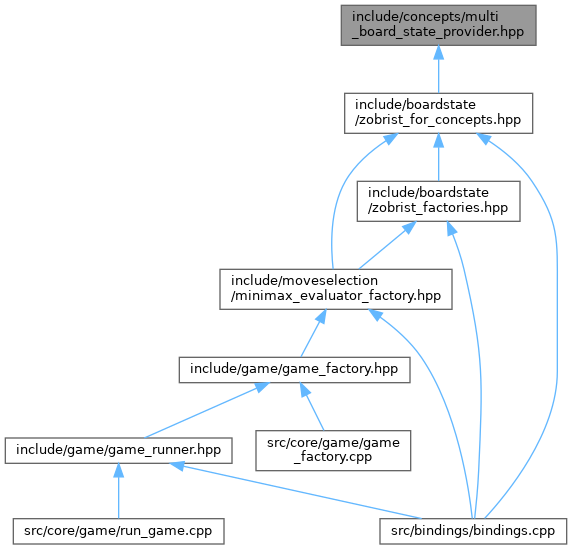 include/concepts/multi
_board_state_provider.hpp
include/boardstate
/zobrist_for_concepts.hpp
include/boardstate
/zobrist_factories.hpp
include/moveselection
/minimax_evaluator_factory.hpp
include/game/game_factory.hpp
include/game/game_runner.hpp
src/core/game/game
_factory.cpp
src/core/game/run_game.cpp
src/bindings/bindings.cpp